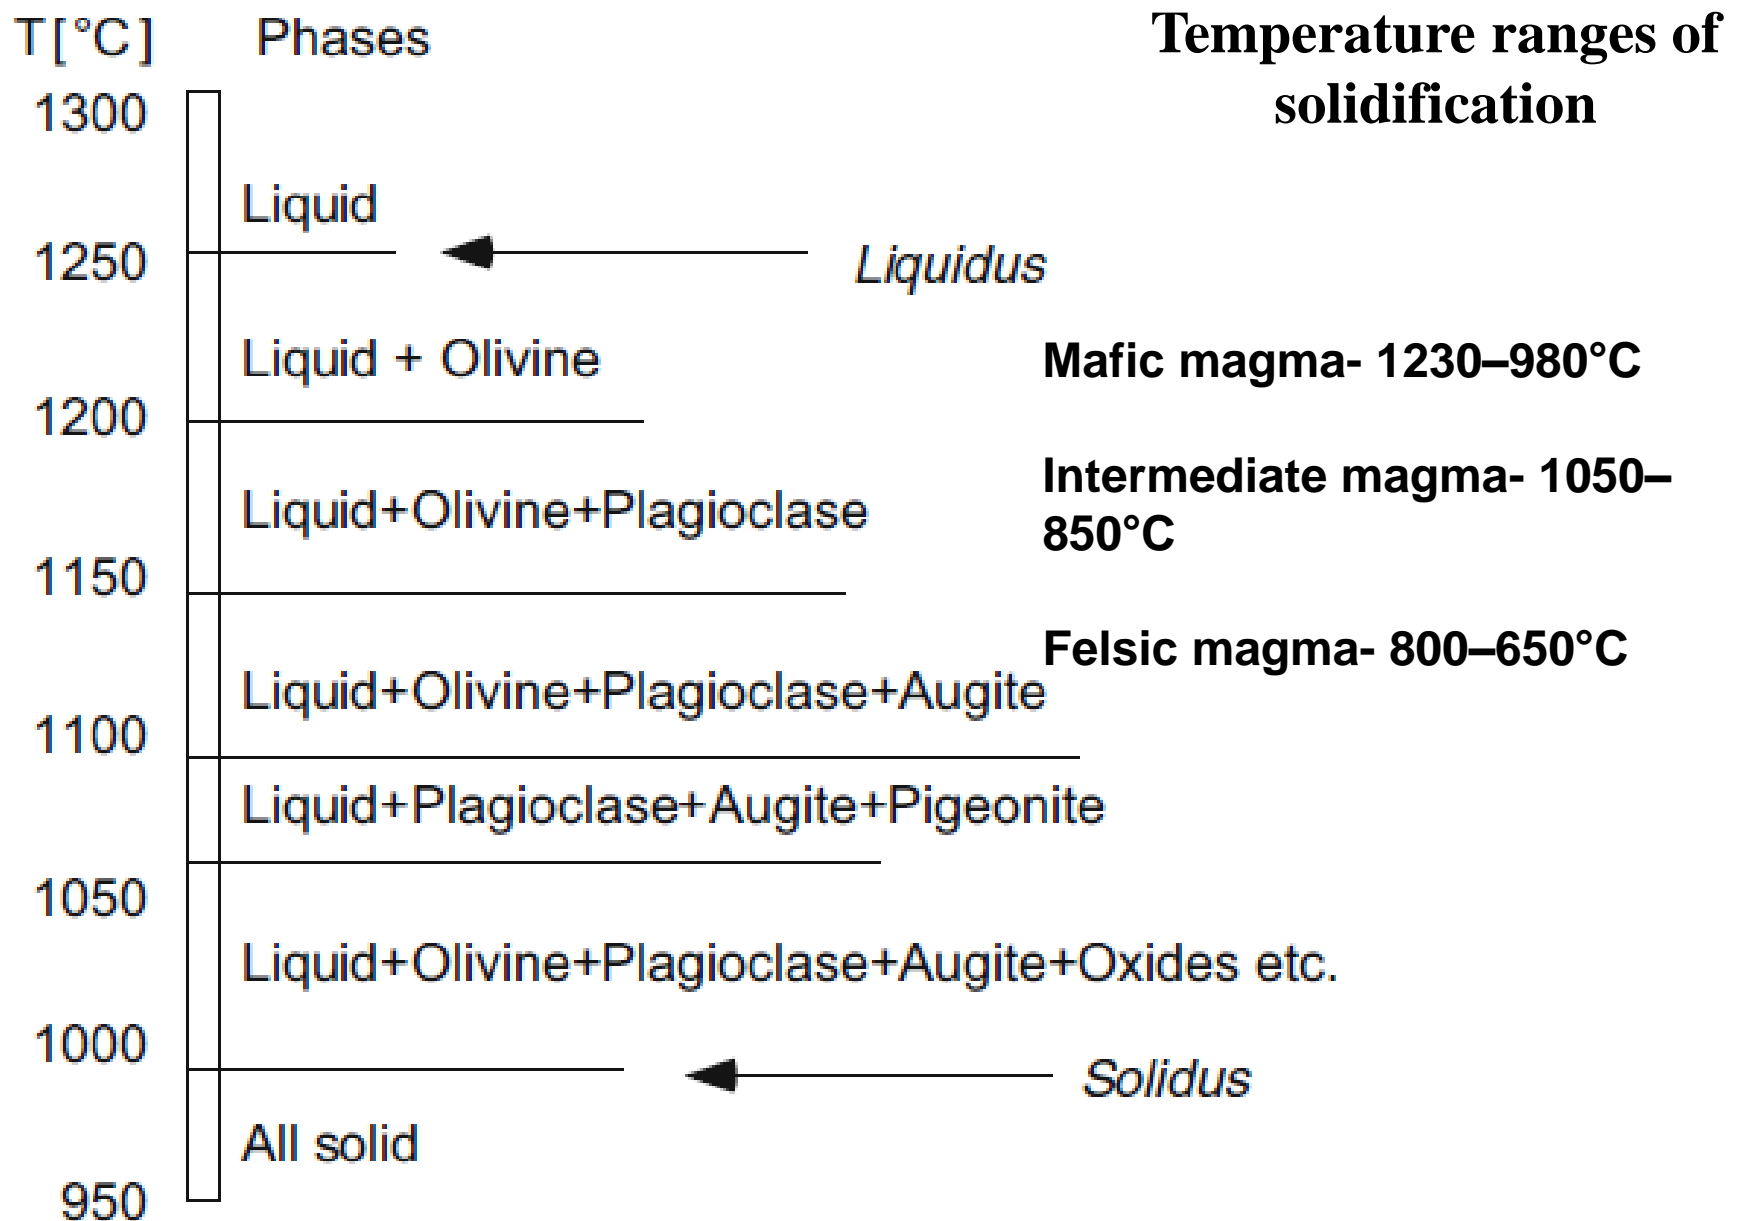 T[°C]
Phases
Temperature ranges of
solidification
1300
Liquid
1250
Liquidus
Liquid + Olivine
Mafic magma- 1230–980°C
1200
Intermediate magma- 1050–
850°C
Liquid+Olivine+Plagioclase
1150
Felsic magma- 800–650°C
Liquid+Olivine+Plagioclase+Augite
1100
Liquid+Plagioclase+Augite+Pigeonite
1050
Liquid+Olivine+Plagioclase+Augite+Oxides etc.
1000
Solidus
All solid
950